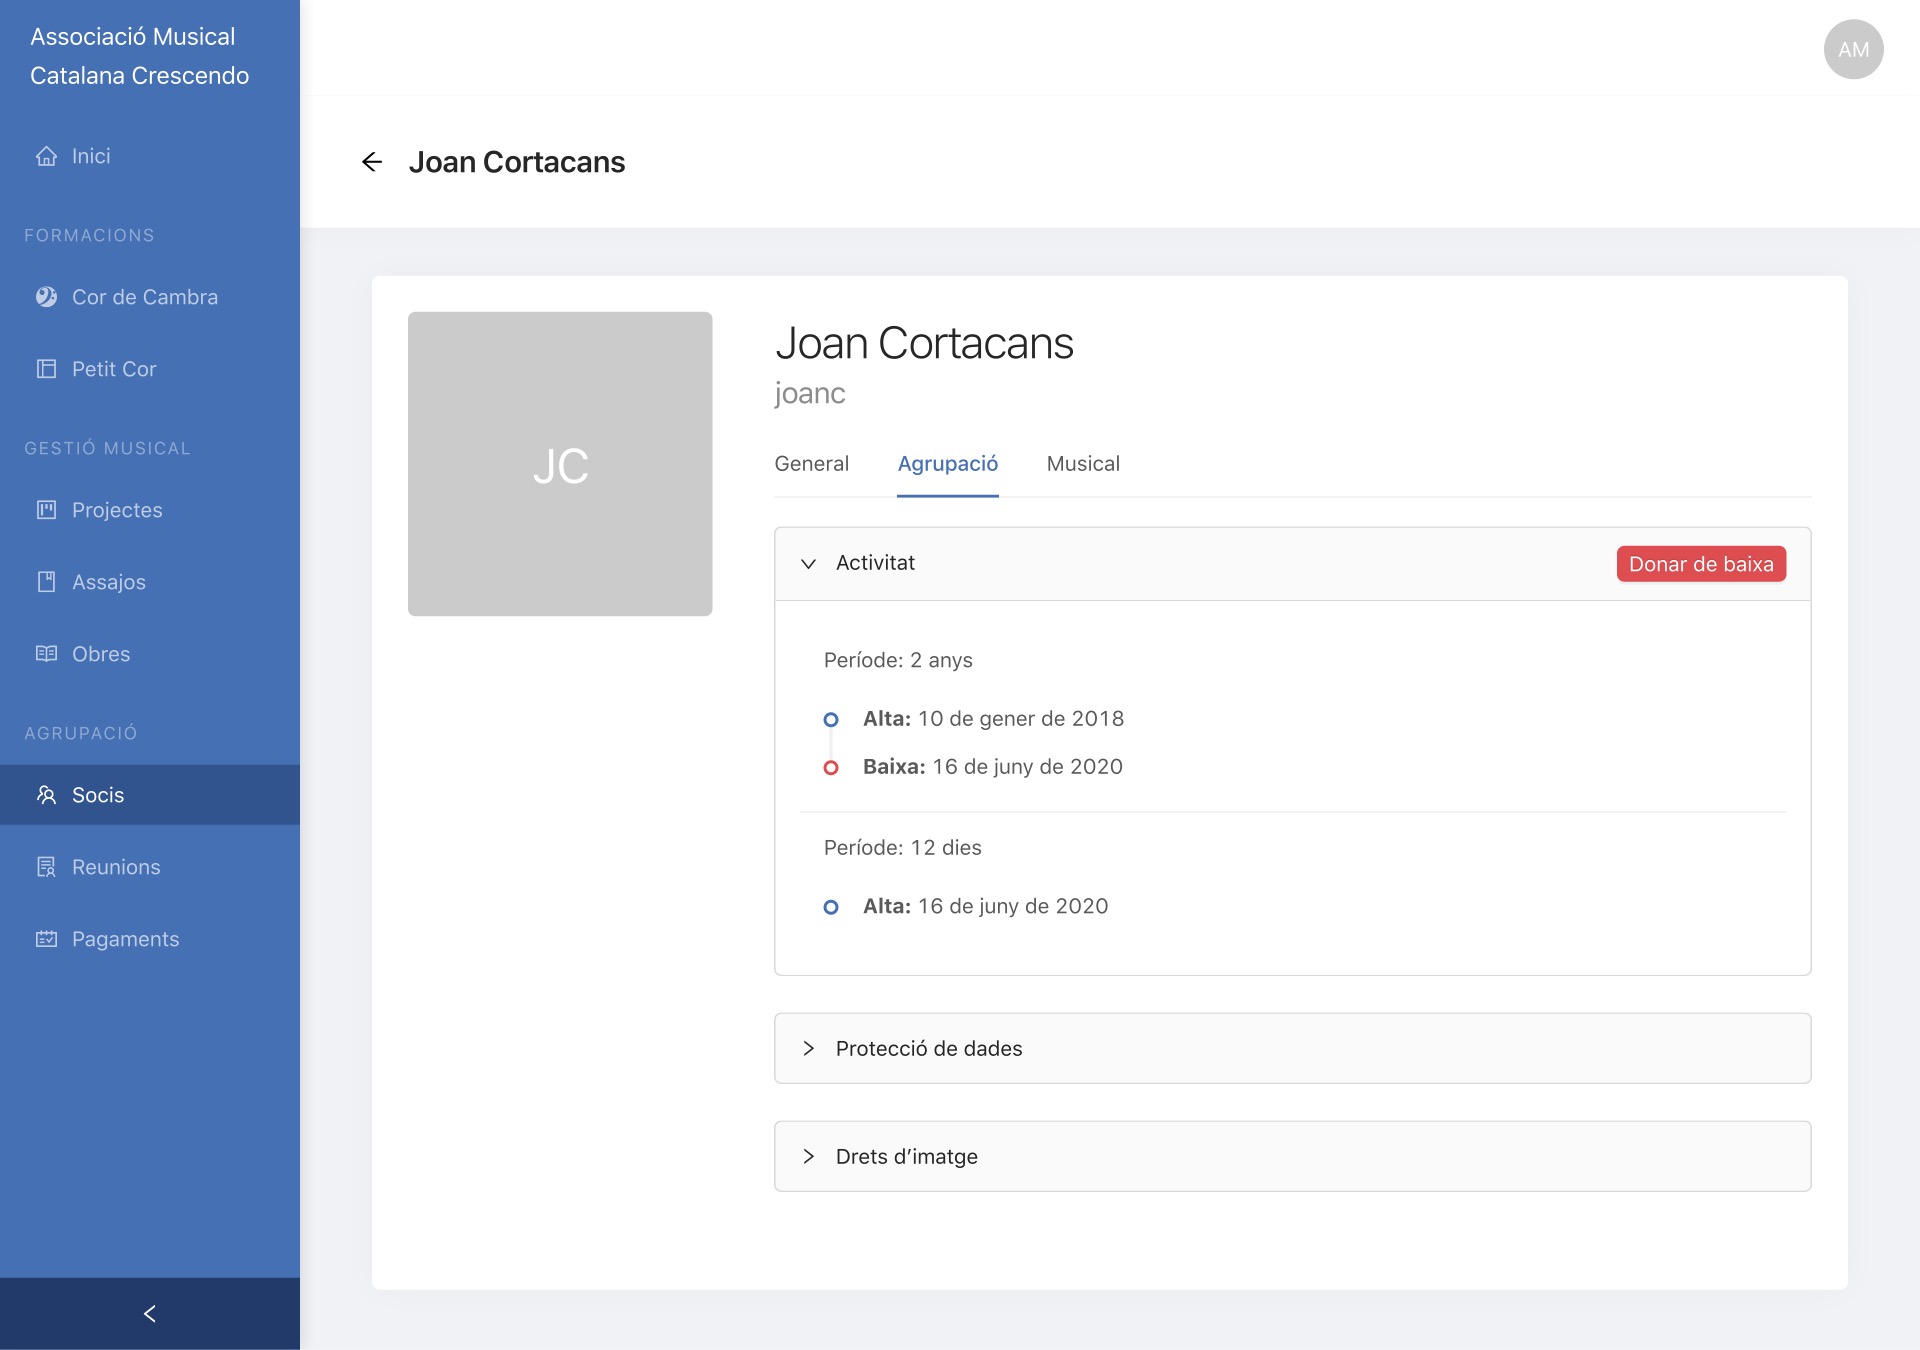 Associació Musical
Catalana Crescendo
AM
Inici
Joan Cortacans
FORMACIONS
Cor de Cambra
Petit Cor
GESTIÓ MUSICAL
Projectes
Assajos
Obres
AGRUPACIÓ
Socis
Reunions
Pagaments
JC
Joan Cortacans
joanc
General Agrupació Musical
Activitat Donar de baixa
Període: 2 anys
Alta: 10 de gener de 2018
Baixa: 16 de juny de 2020
Període: 12 dies
Alta: 16 de juny de 2020
Protecció de dades
Drets d’imatge